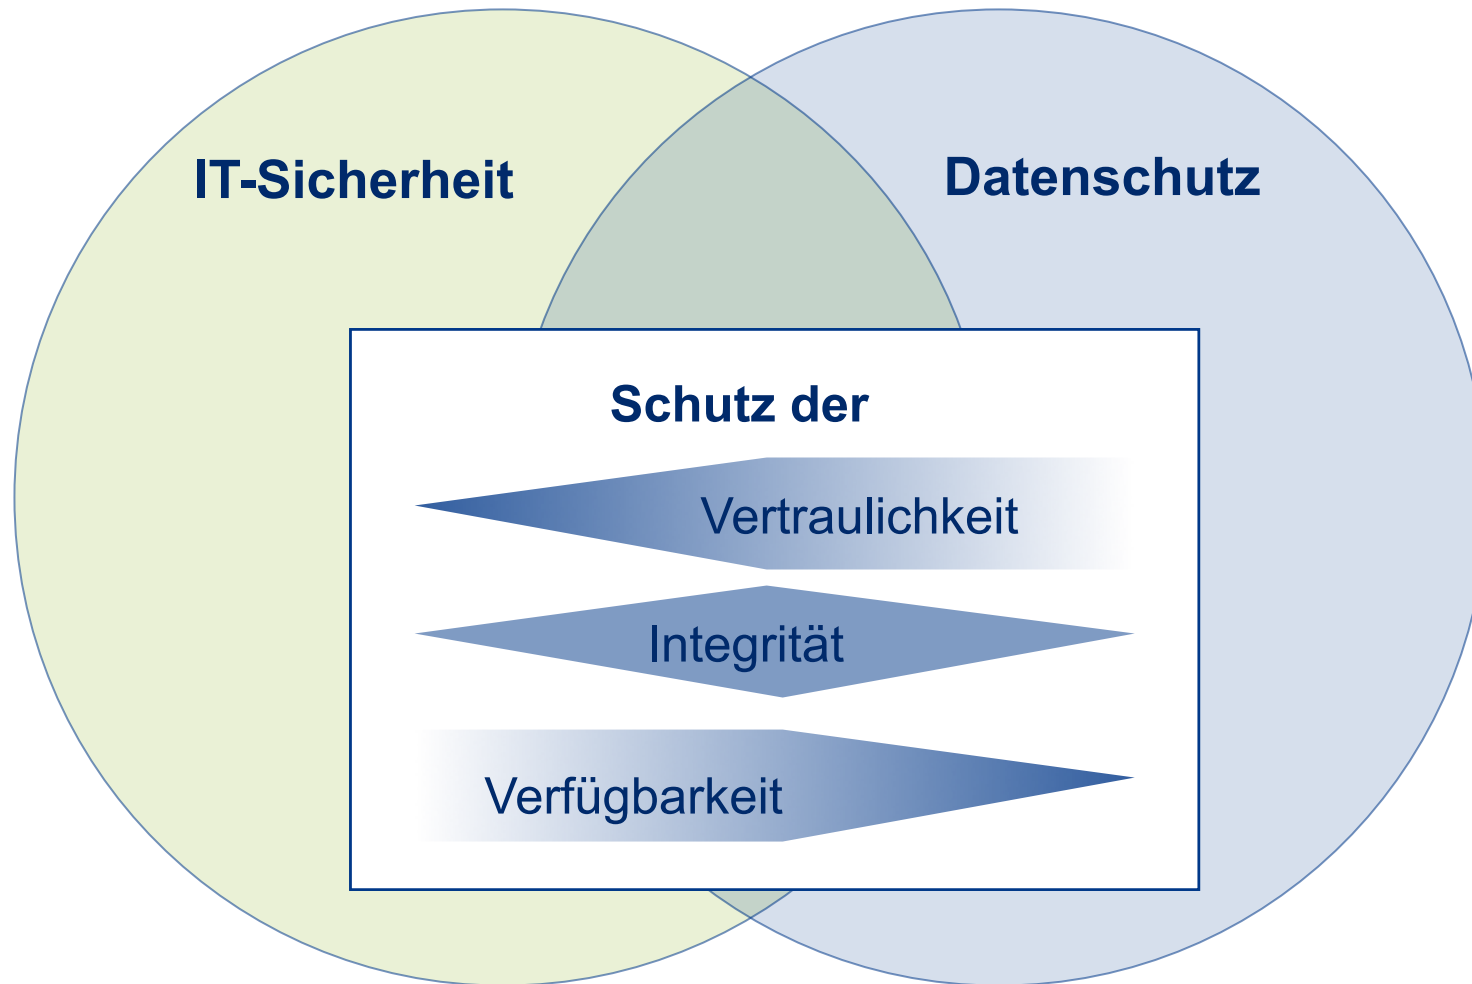 IT-Sicherheit
Datenschutz
Schutz der
Vertraulichkeit
Integrität
Verfügbarkeit